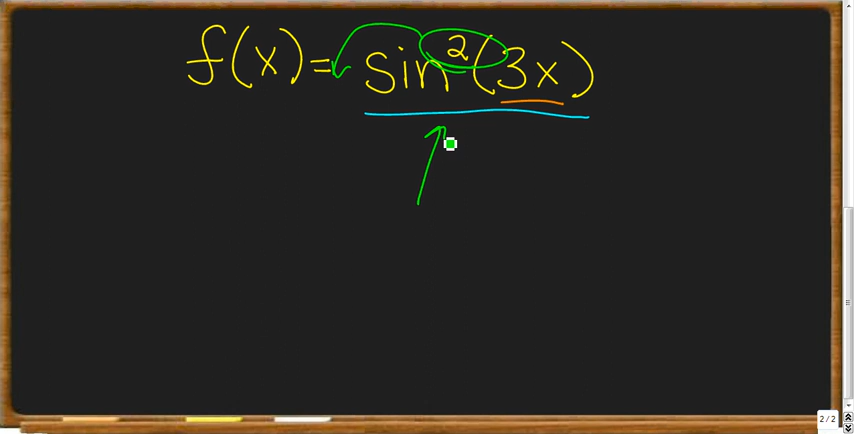 f(x) = sin²(3x)
2/2